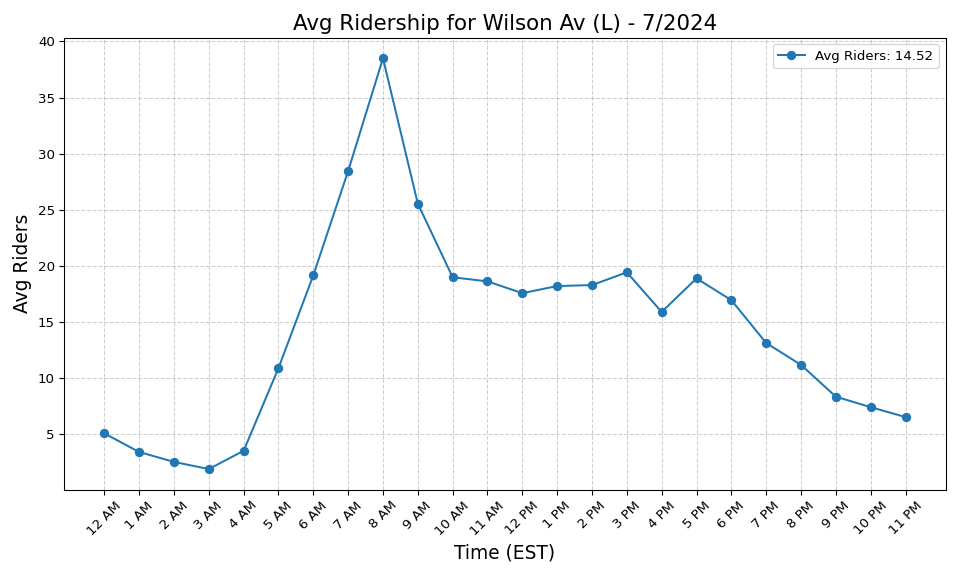 Avg Ridership for Wilson Av (L) - 7/2024
Avg Riders: 14.52
40
35
30
25
20
15
10
5
Avg Riders
12 AM
1 AM
2 AM
3 AM
4 AM
5 AM
6 AM
7 AM
8 AM
9 AM
10 AM
11 AM
12 PM
1 PM
2 PM
3 PM
4 PM
5 PM
6 PM
7 PM
8 PM
9 PM
10 PM
11 PM
Time (EST)